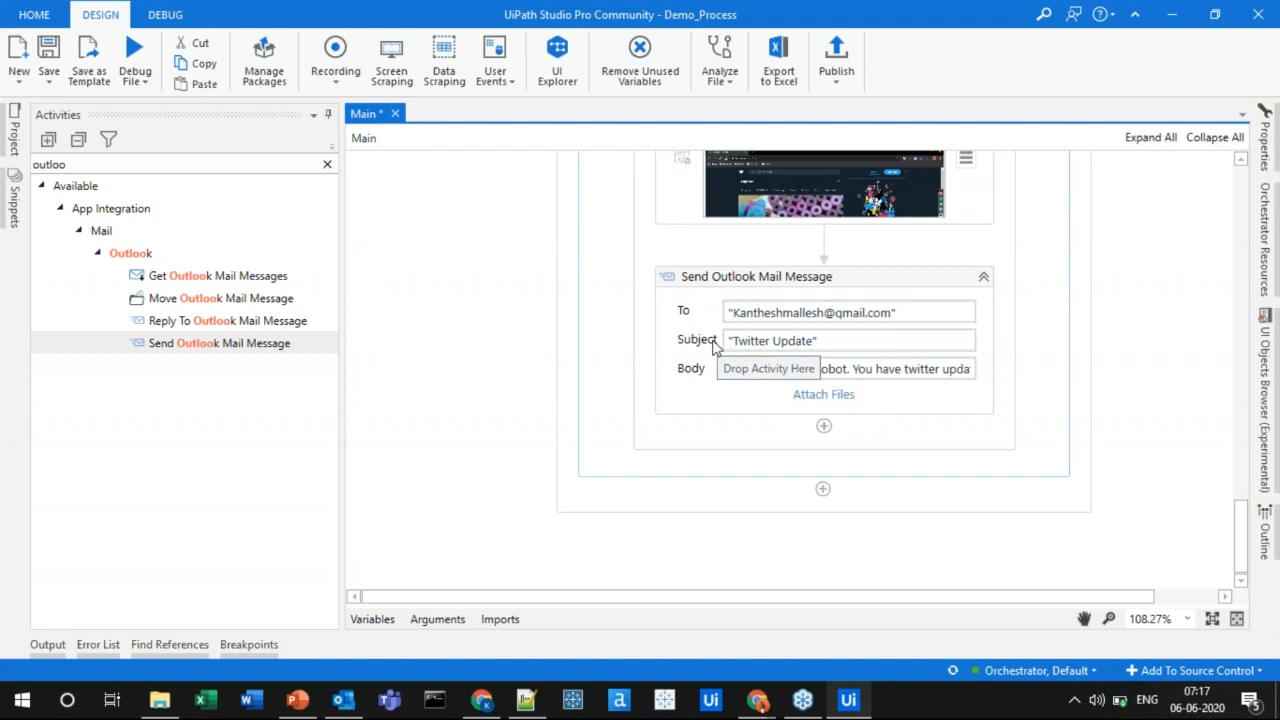 HOME
DESIGN
DEBUG
UiPath Studio Pro Community - Demo_Process
New
Save
Save as Template
Debug File
Cut
Copy
Paste
Manage Packages
Recording
Screen Scraping
Data Scraping
User Events
UI Explorer
Remove Unused Variables
Analyze File
Export to Excel
Publish
Activities
outloo
Available
App Integration
Mail
Outlook
Get Outlook Mail Messages
Move Outlook Mail Message
Reply To Outlook Mail Message
Send Outlook Mail Message
Project
Snippets
Main *
Main
Expand All
Collapse All
Send Outlook Mail Message
To
"Kantheshmallesh@gmail.com"
Subject
"Twitter Update"
Body
Drop Activity Here
obot. You have twitter upda
Attach Files
Properties
Orchestrator Resources
UI Objects Browser (Experimental)
Outline
Variables
Arguments
Imports
108.27%
Output
Error List
Find References
Breakpoints
Orchestrator, Default
Add To Source Control
ENG
07:17
06-06-2020
5